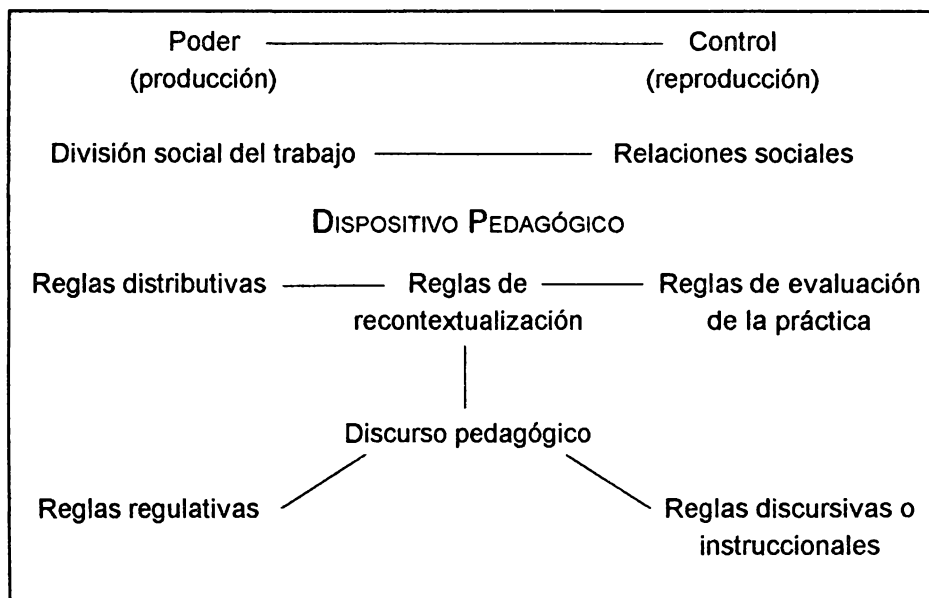 Poder Control
(producción) (reproducción)
División social del trabajo Relaciones sociales
DISPOSITIVO PEDAGÓGICO
Reglas distributivas Reglas de Reglas de evaluación
recontextualización de la práctica
Discurso pedagógico
Reglas regulativas Reglas discursivas o
instruccionales